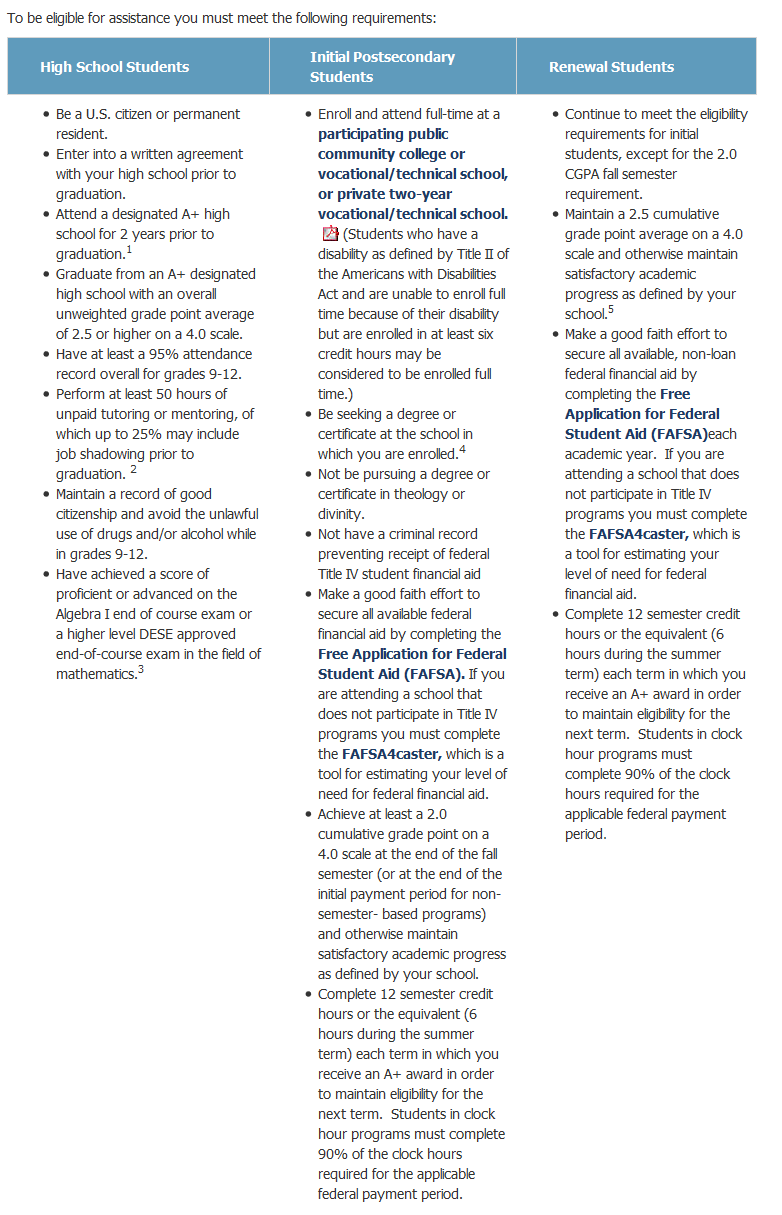 To be eligible for assistance you must meet the following requirements:
High School Students
Initial Postsecondary
Students
Renewal Students
• Be a U.S. citizen or permanent
resident.
• Enter into a written agreement
with your high school prior to
graduation.
• Attend a designated A+ high
school for 2 years prior to
graduation.1
• Graduate from an A+ designated
high school with an overall
unweighted grade point average
of 2.5 or higher on a 4.0 scale.
• Have at least a 95% attendance
record overall for grades 9-12.
• Perform at least 50 hours of
unpaid tutoring or mentoring, of
which up to 25% may include
job shadowing prior to
graduation. 2
• Maintain a record of good
citizenship and avoid the unlawful
use of drugs and/or alcohol while
in grades 9-12.
• Have achieved a score of
proficient or advanced on the
Algebra I end of course exam or
a higher level DESE approved
end-of-course exam in the field of
mathematics.3
• Enroll and attend full-time at a
participating public
community college or
vocational/technical school,
or private two-year
vocational/technical school.
(Students who have a
disability as defined by Title II of
the Americans with Disabilities
Act and are unable to enroll full
time because of their disability
but are enrolled in at least six
credit hours may be
considered to be enrolled full
time.)
• Be seeking a degree or
certificate at the school in
which you are enrolled.4
• Not be pursuing a degree or
certificate in theology or
divinity.
• Not have a criminal record
preventing receipt of federal
Title IV student financial aid
• Make a good faith effort to
secure all available federal
financial aid by completing the
Free Application for Federal
Student Aid (FAFSA). If you
are attending a school that
does not participate in Title IV
programs you must complete
the FAFSA4caster, which is a
tool for estimating your level of
need for federal financial aid.
• Achieve at least a 2.0
cumulative grade point on a
4.0 scale at the end of the fall
semester (or at the end of the
initial payment period for non-
semester- based programs)
and otherwise maintain
satisfactory academic progress
as defined by your school.
• Complete 12 semester credit
hours or the equivalent (6
hours during the summer
term) each term in which you
receive an A+ award in order
to maintain eligibility for the
next term. Students in clock
hour programs must complete
90% of the clock hours
required for the applicable
federal payment period.
• Continue to meet the eligibility
requirements for initial
students, except for the 2.0
CGPA fall semester
requirement.
• Maintain a 2.5 cumulative
grade point average on a 4.0
scale and otherwise maintain
satisfactory academic
progress as defined by your
school.5
• Make a good faith effort to
secure all available, non-loan
federal financial aid by
completing the Free
Application for Federal
Student Aid (FAFSA)each
academic year. If you are
attending a school that does
not participate in Title IV
programs you must complete
the FAFSA4caster, which is
a tool for estimating your
level of need for federal
financial aid.
• Complete 12 semester credit
hours or the equivalent (6
hours during the summer
term) each term in which you
receive an A+ award in order
to maintain eligibility for the
next term. Students in clock
hour programs must
complete 90% of the clock
hours required for the
applicable federal payment
period.